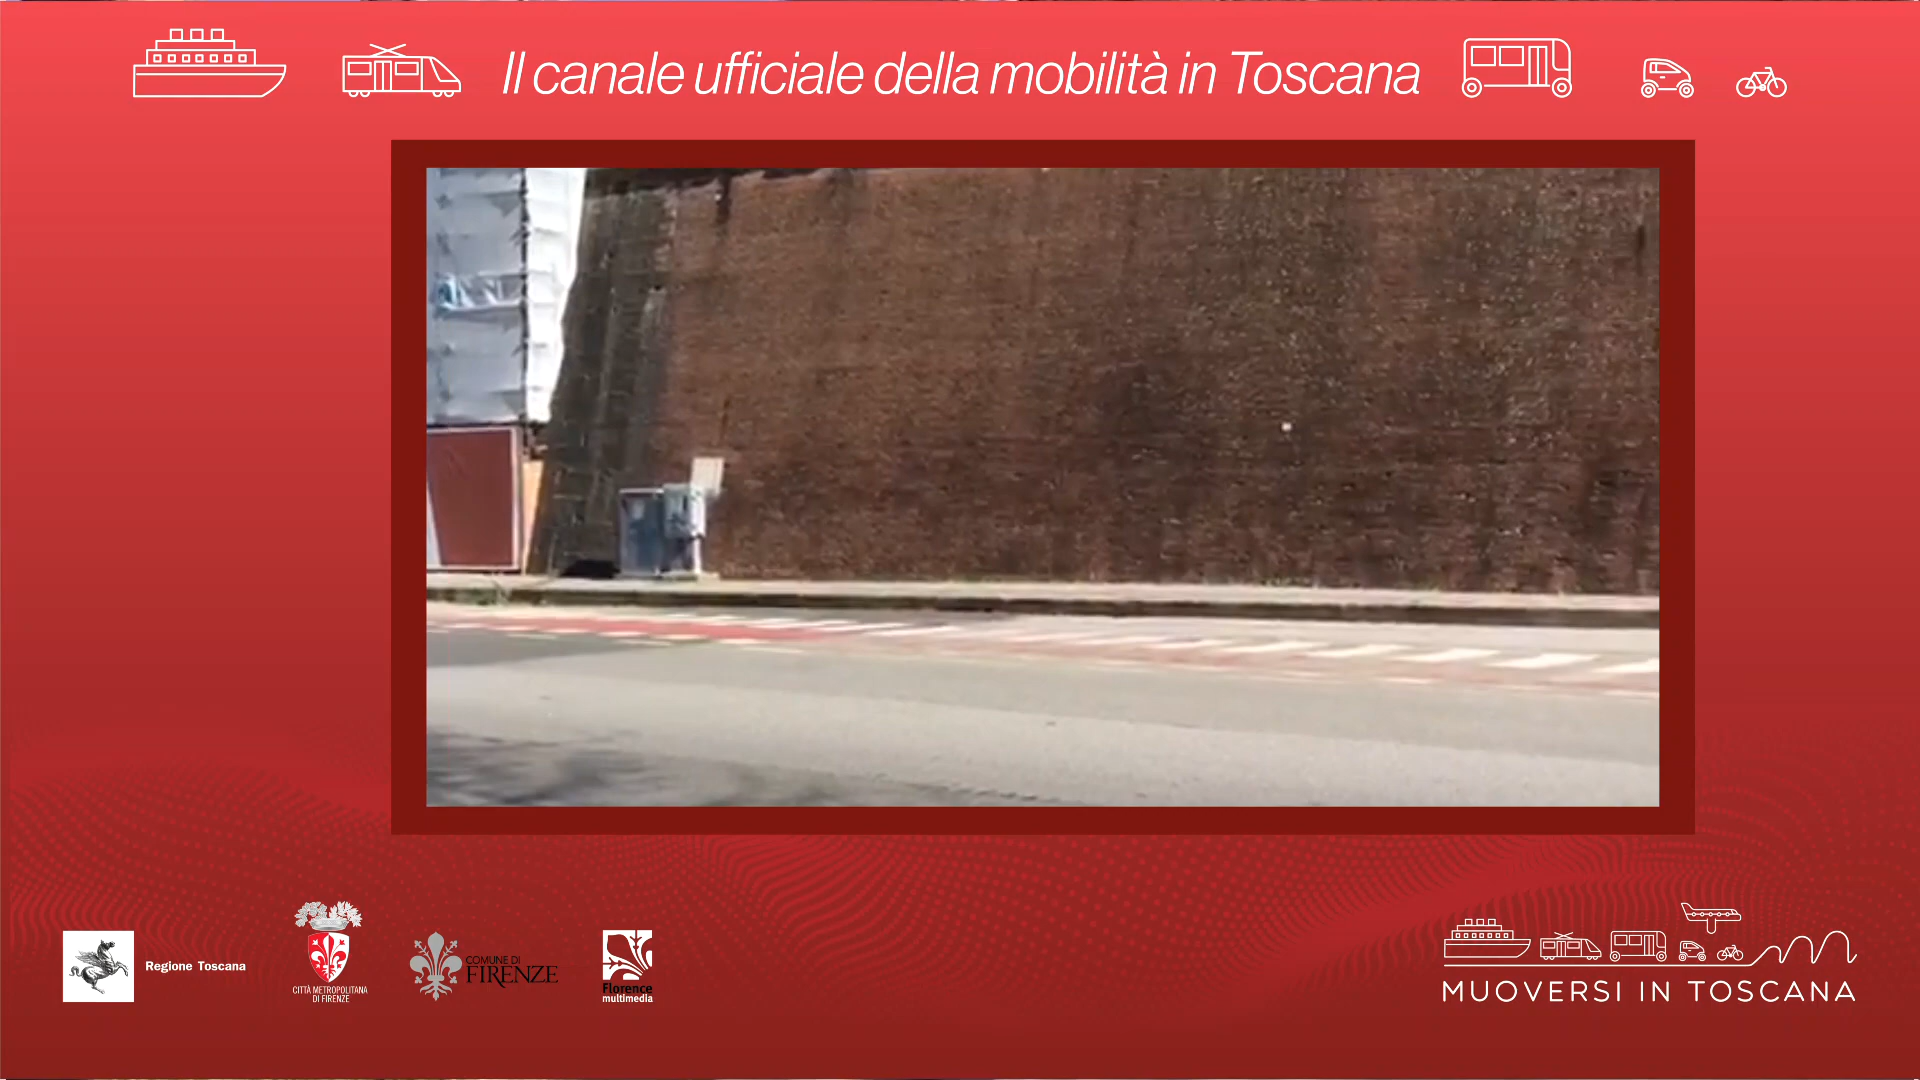 Il canale ufficiale della mobilità in Toscana
Regione Toscana
CITTÀ METROPOLITANA
DI FIRENZE
COMUNE DI
FIRENZE
Florence
multimedia
MUOVERSI IN TOSCANA